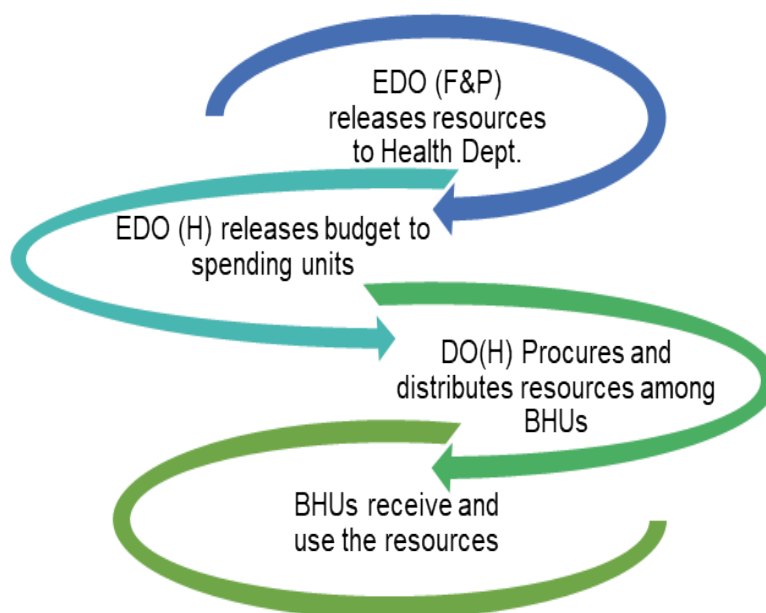 EDO (F&P)
releases resources
to Health Dept.
EDO (H) releases budget to
spending units
DO(H) Procures and
distributes resources among
BHUs
BHUs receive and
use the resources